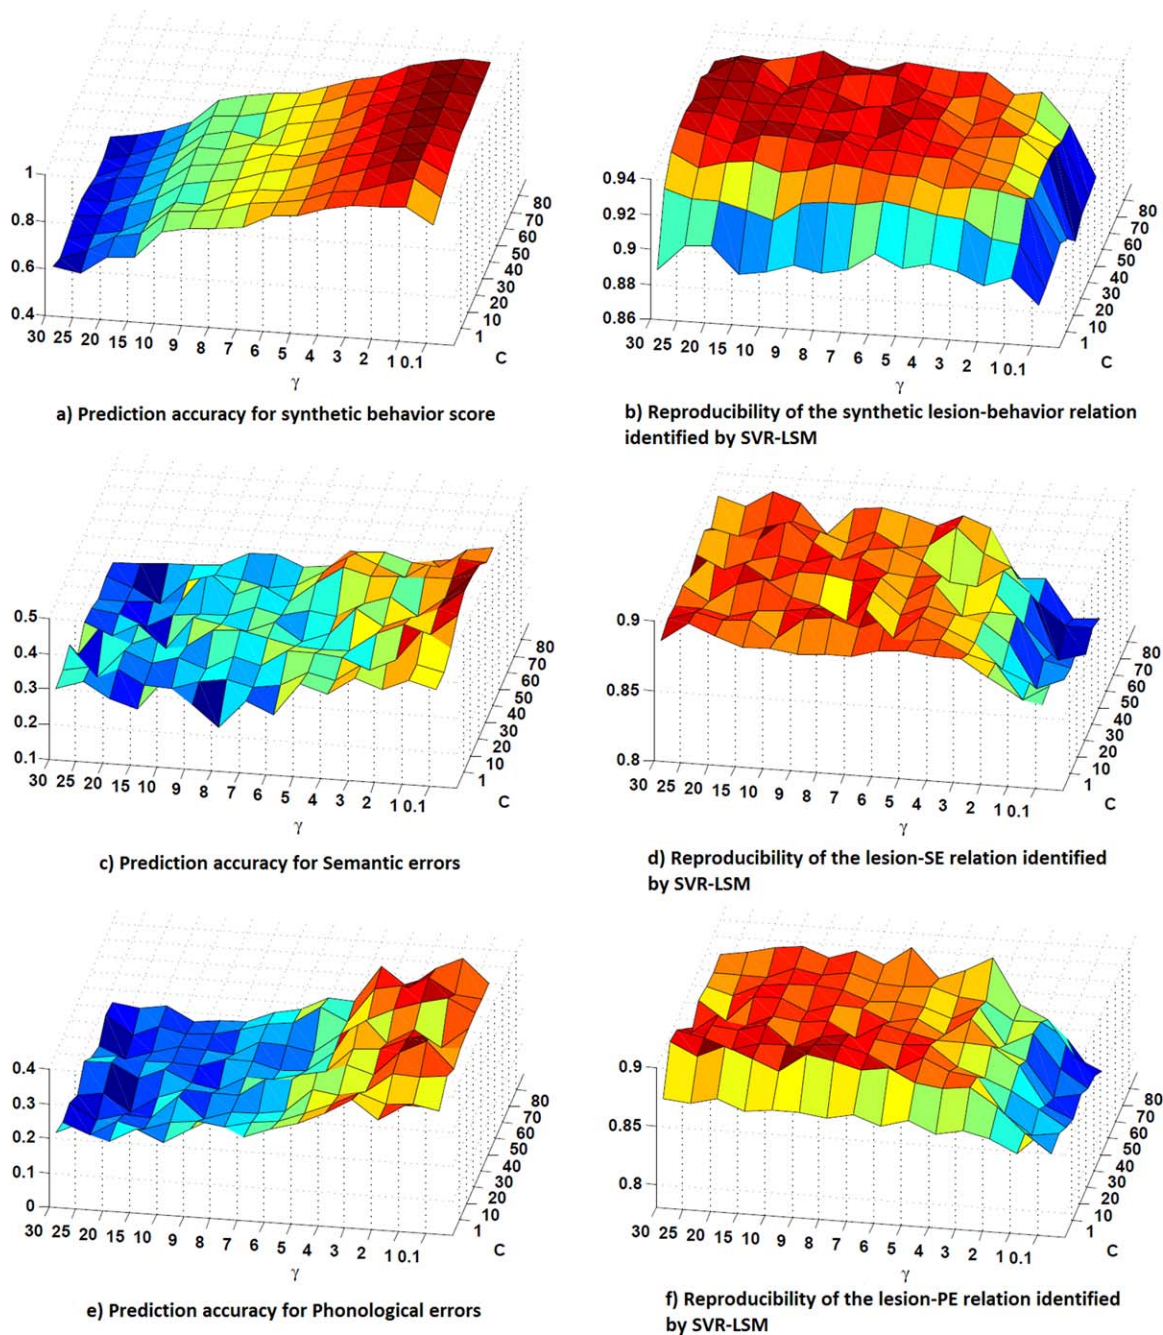 1
0.8
0.6
0.4
30 25 20 15 10 9 8 7 6 5 4 3 2 1 0.1
γ
1 10 20 30 40 50 60 70 80
C
a) Prediction accuracy for synthetic behavior score
0.94
0.92
0.9
0.88
0.86
30 25 20 15 10 9 8 7 6 5 4 3 2 1 0.1
γ
1 10 20 30 40 50 60 70 80
C
b) Reproducibility of the synthetic lesion-behavior relation
identified by SVR-LSM
0.5
0.4
0.3
0.2
0.1
30 25 20 15 10 9 8 7 6 5 4 3 2 1 0.1
γ
1 10 20 30 40 50 60 70 80
C
c) Prediction accuracy for Semantic errors
0.9
0.85
0.8
30 25 20 15 10 9 8 7 6 5 4 3 2 1 0.1
γ
1 10 20 30 40 50 60 70 80
C
d) Reproducibility of the lesion-SE relation identified
by SVR-LSM
0.4
0.3
0.2
0.1
0
30 25 20 15 10 9 8 7 6 5 4 3 2 1 0.1
γ
1 10 20 30 40 50 60 70 80
C
e) Prediction accuracy for Phonological errors
0.9
0.85
0.8
30 25 20 15 10 9 8 7 6 5 4 3 2 1 0.1
γ
1 10 20 30 40 50 60 70 80
C
f) Reproducibility of the lesion-PE relation identified
by SVR-LSM